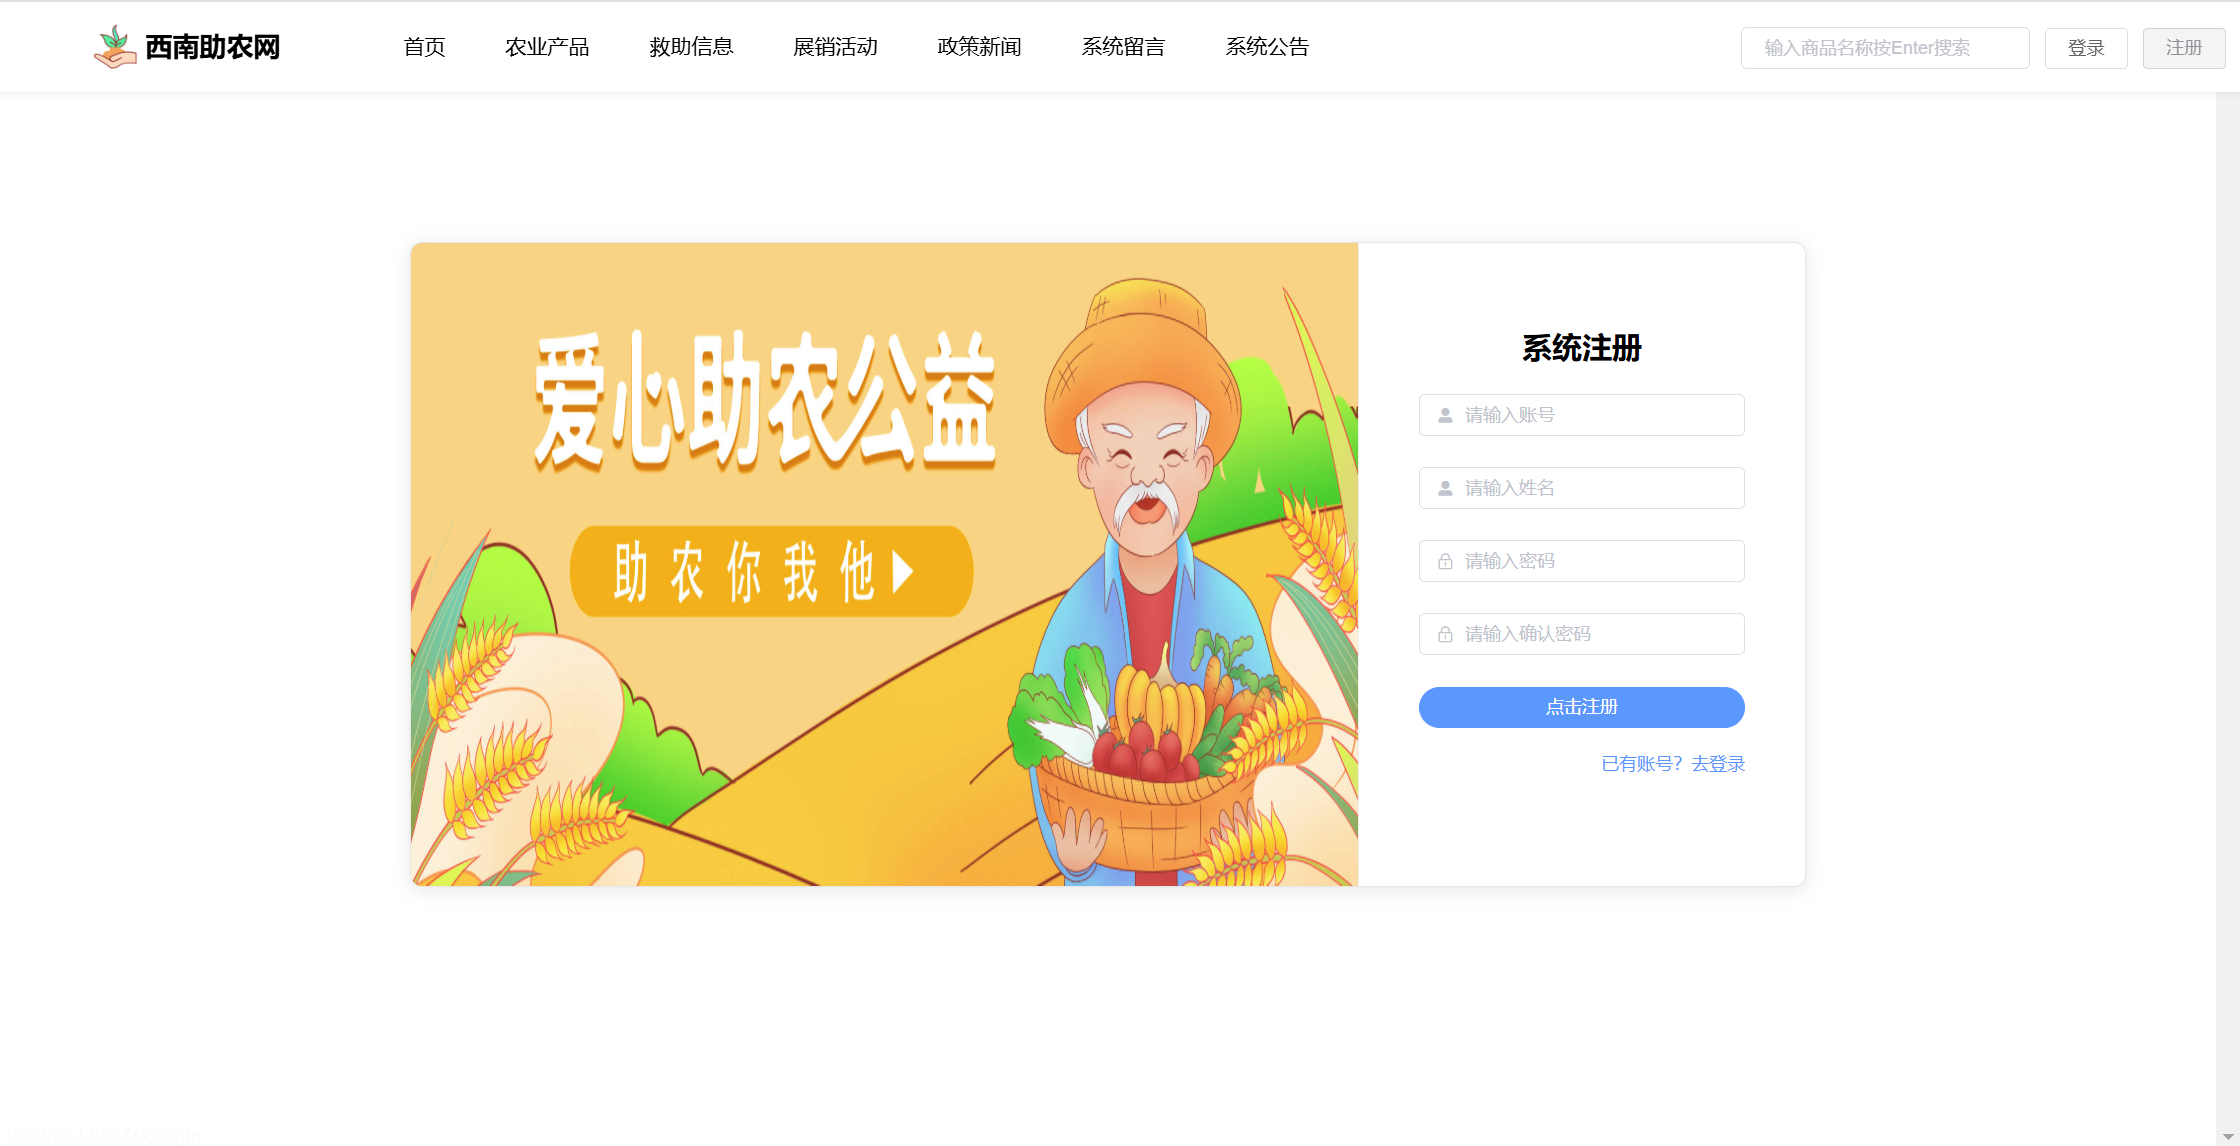 西南助农网
首页 农业产品 救助信息 展销活动 政策新闻 系统留言 系统公告
输入商品名称按Enter搜索
登录
注册
爱心助农公益
助农你我他
系统注册
请输入账号
请输入姓名
请输入密码
请输入确认密码
点击注册
已有账号？去登录